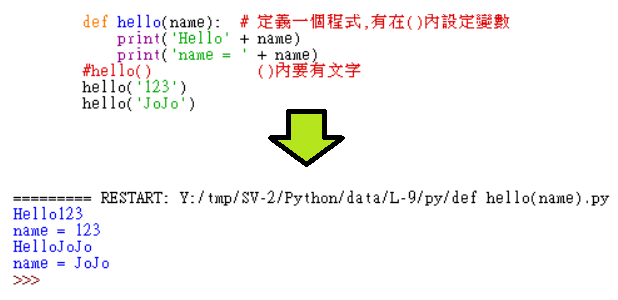 def hello(name):  # 定義一個程式,有在()內設定變數
    print('Hello' + name)
    print('name = ' + name)
#hello()            ()內要有文字
hello('123')
hello('JoJo')
========= RESTART: Y:/tmp/SV-2/Python/data/L-9/py/def hello(name).py
Hello123
name = 123
HelloJoJo
name = JoJo
>>>